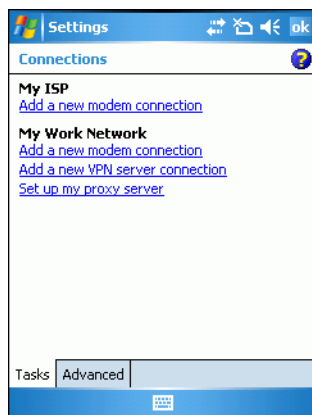 Settings
ok
Connections
?
My ISP
Add a new modem connection
My Work Network
Add a new modem connection
Add a new VPN server connection
Set up my proxy server
Tasks Advanced